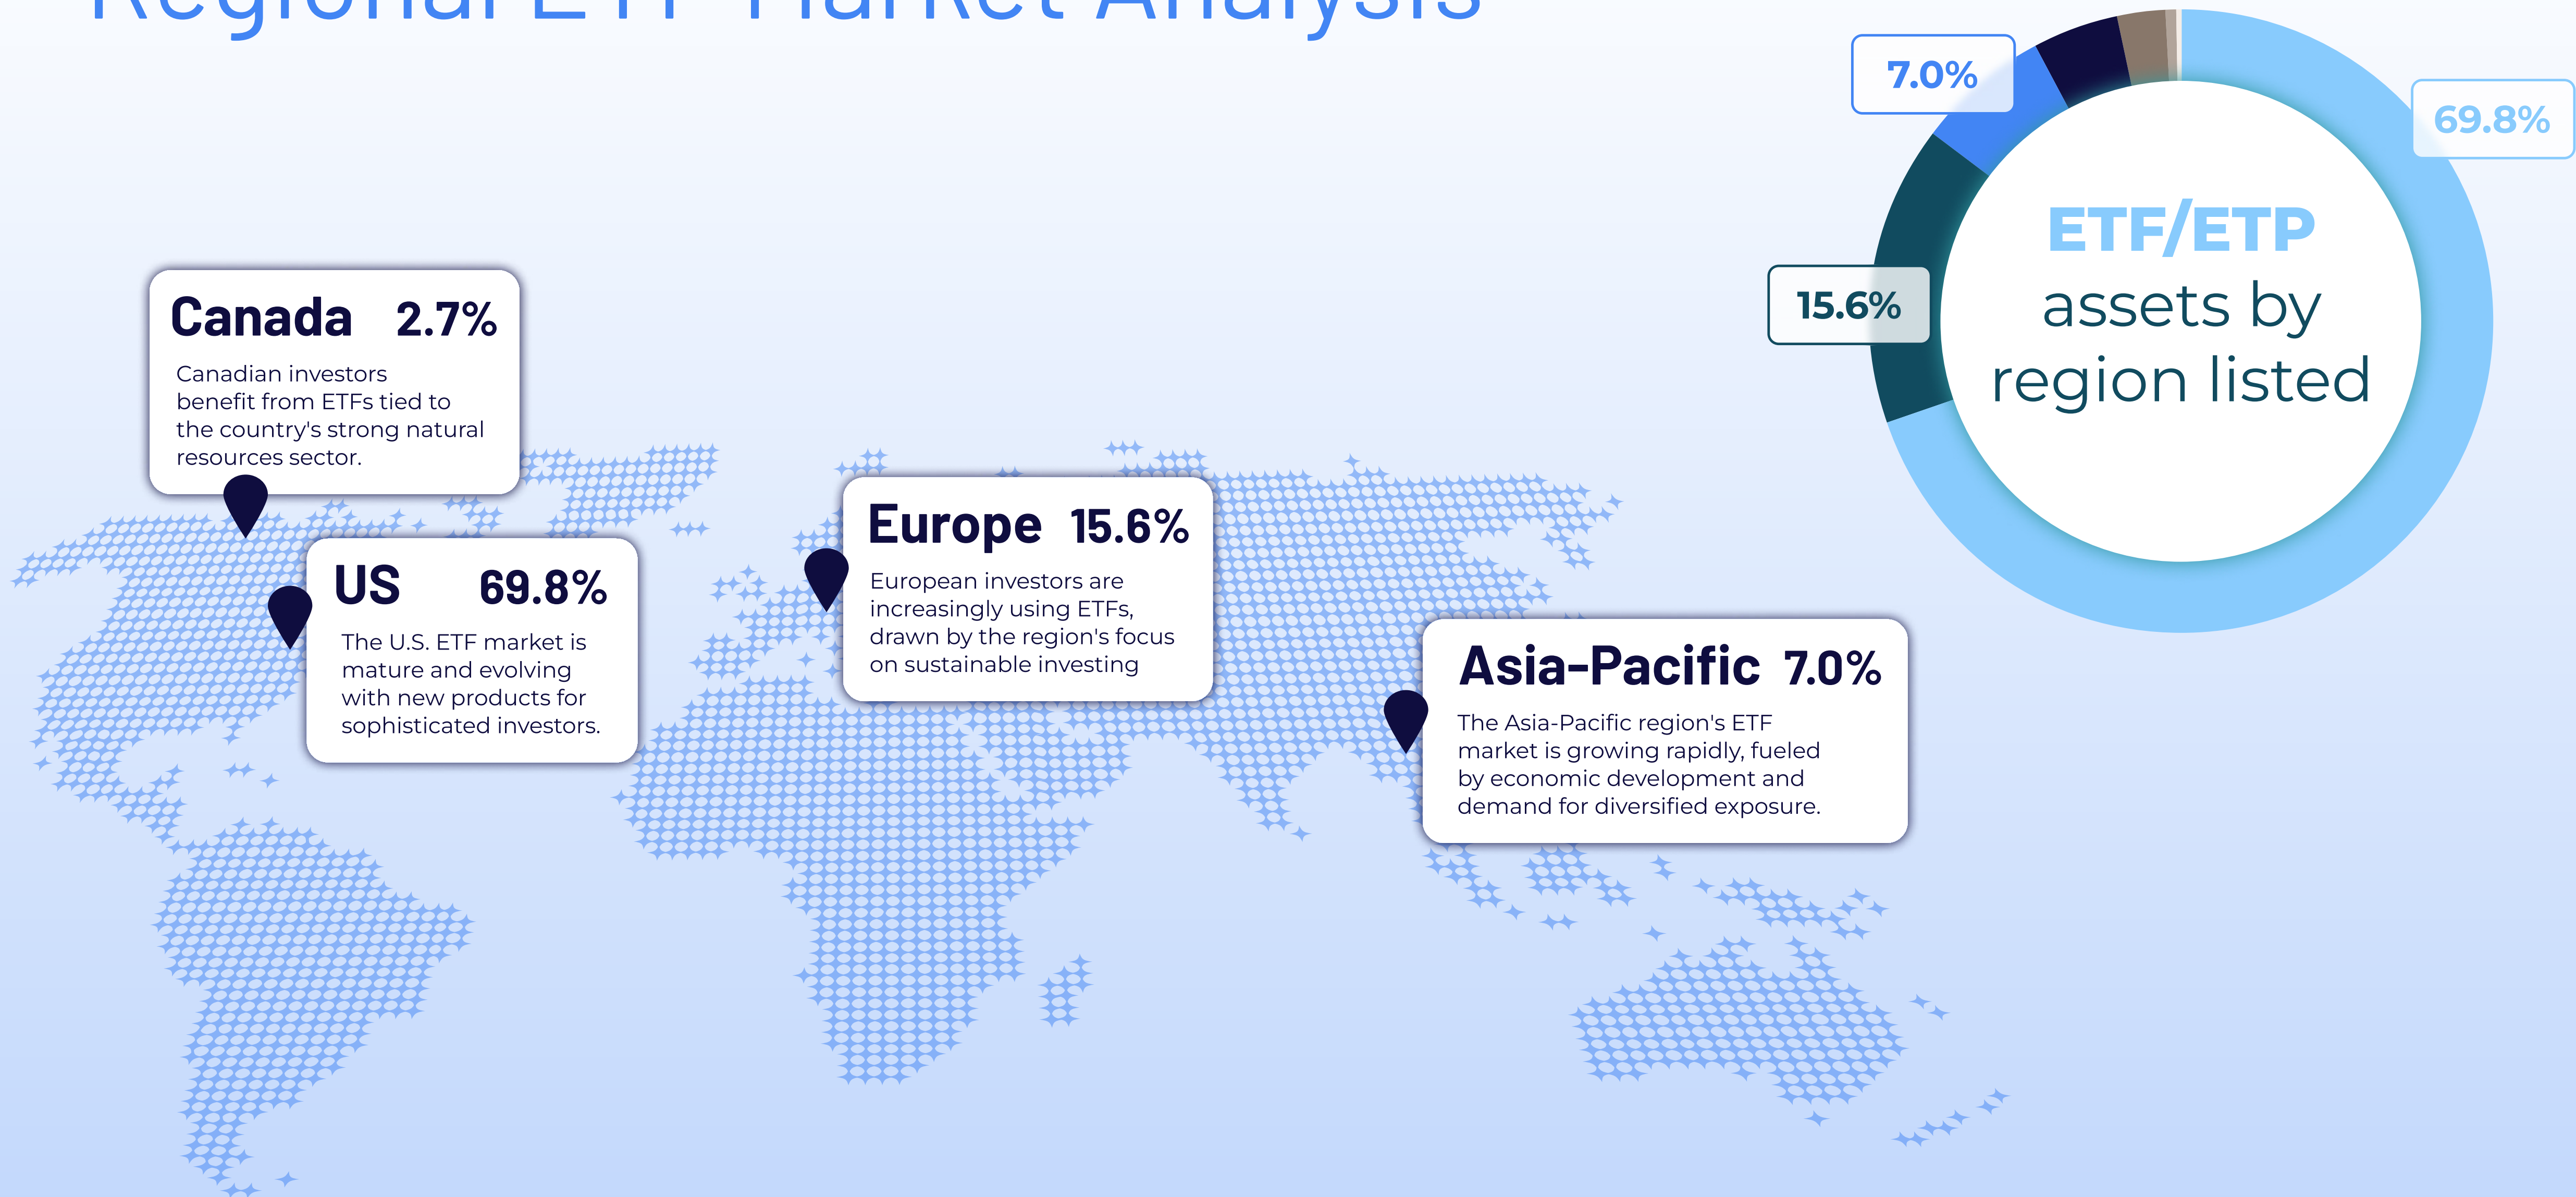 Regional ETF Market Analysis
7.0%
69.8%
15.6%
ETF/ETP
assets by
region listed
Canada 2.7%
Canadian investors
benefit from ETFs tied to
the country's strong natural
resources sector.
US 69.8%
The U.S. ETF market is
mature and evolving
with new products for
sophisticated investors.
Europe 15.6%
European investors are
increasingly using ETFs,
drawn by the region's focus
on sustainable investing
Asia-Pacific 7.0%
The Asia-Pacific region's ETF
market is growing rapidly, fueled
by economic development and
demand for diversified exposure.